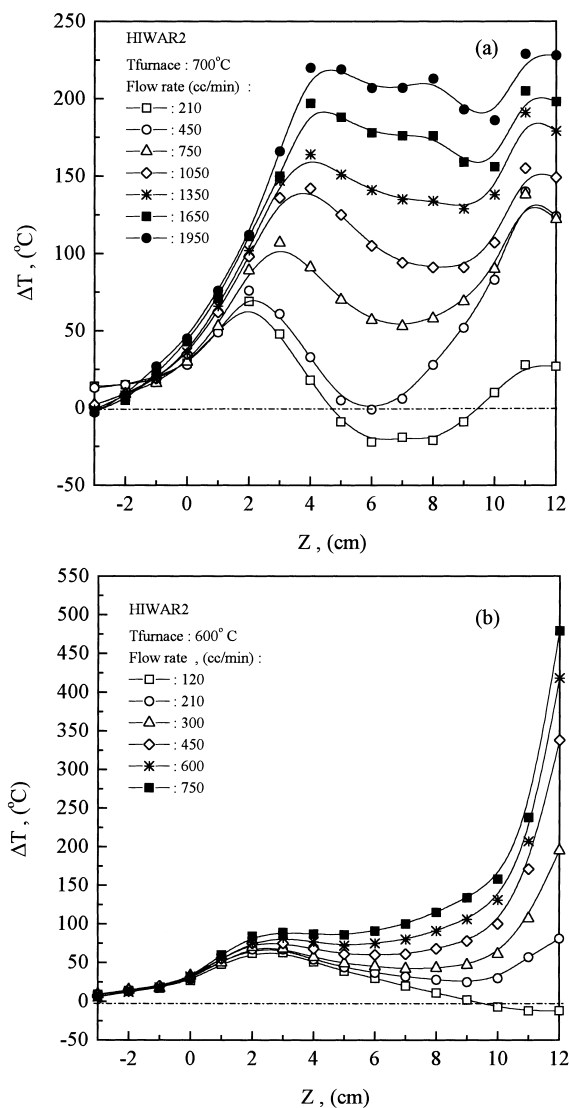 HIWAR2
(a)
Tfurnace : 700°C
Flow rate (cc/min) :
: 210
: 450
: 750
: 1050
: 1350
: 1650
: 1950
250
200
150
100
50
0
-50
ΔT , (°C)
-2 0 2 4 6 8 10 12
Z , (cm)
HIWAR2
(b)
Tfurnace : 600° C
Flow rate , (cc/min) :
: 120
: 210
: 300
: 450
: 600
: 750
550
500
450
400
350
300
250
200
150
100
50
0
-50
ΔT , (°C)
-2 0 2 4 6 8 10 12
Z , (cm)